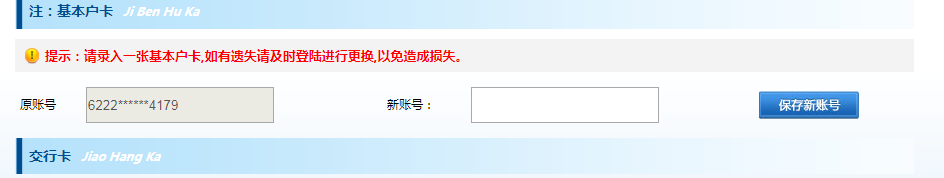 注：基本户卡 Ji Ben Hu Ka
提示：请录入一张基本户卡,如有遗失请及时登陆进行更换,以免造成损失。
原账号 6222******4179 新账号： 保存新账号
交行卡 Jiao Hang Ka